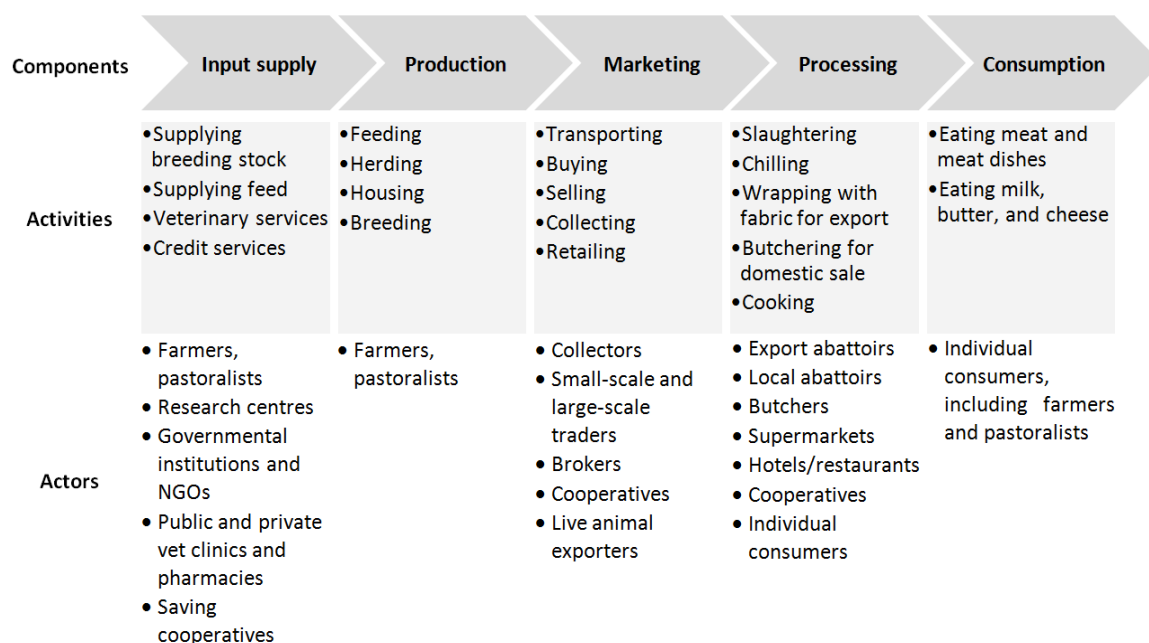 Components
Input supply
Production
Marketing
Processing
Consumption
Activities
•Supplying
breeding stock
•Supplying feed
•Veterinary services
•Credit services
•Feeding
•Herding
•Housing
•Breeding
•Transporting
•Buying
•Selling
•Collecting
•Retailing
•Slaughtering
•Chilling
•Wrapping with
fabric for export
•Butchering for
domestic sale
•Cooking
•Eating meat and
meat dishes
•Eating milk,
butter, and cheese
Actors
• Farmers,
pastoralists
• Research centres
• Governmental
institutions and
NGOs
• Public and private
vet clinics and
pharmacies
• Saving
cooperatives
• Farmers,
pastoralists
• Collectors
• Small-scale and
large-scale
traders
• Brokers
• Cooperatives
• Live animal
exporters
• Export abattoirs
• Local abattoirs
• Butchers
• Supermarkets
• Hotels/restaurants
• Cooperatives
• Individual
consumers
• Individual
consumers,
including farmers
and pastoralists